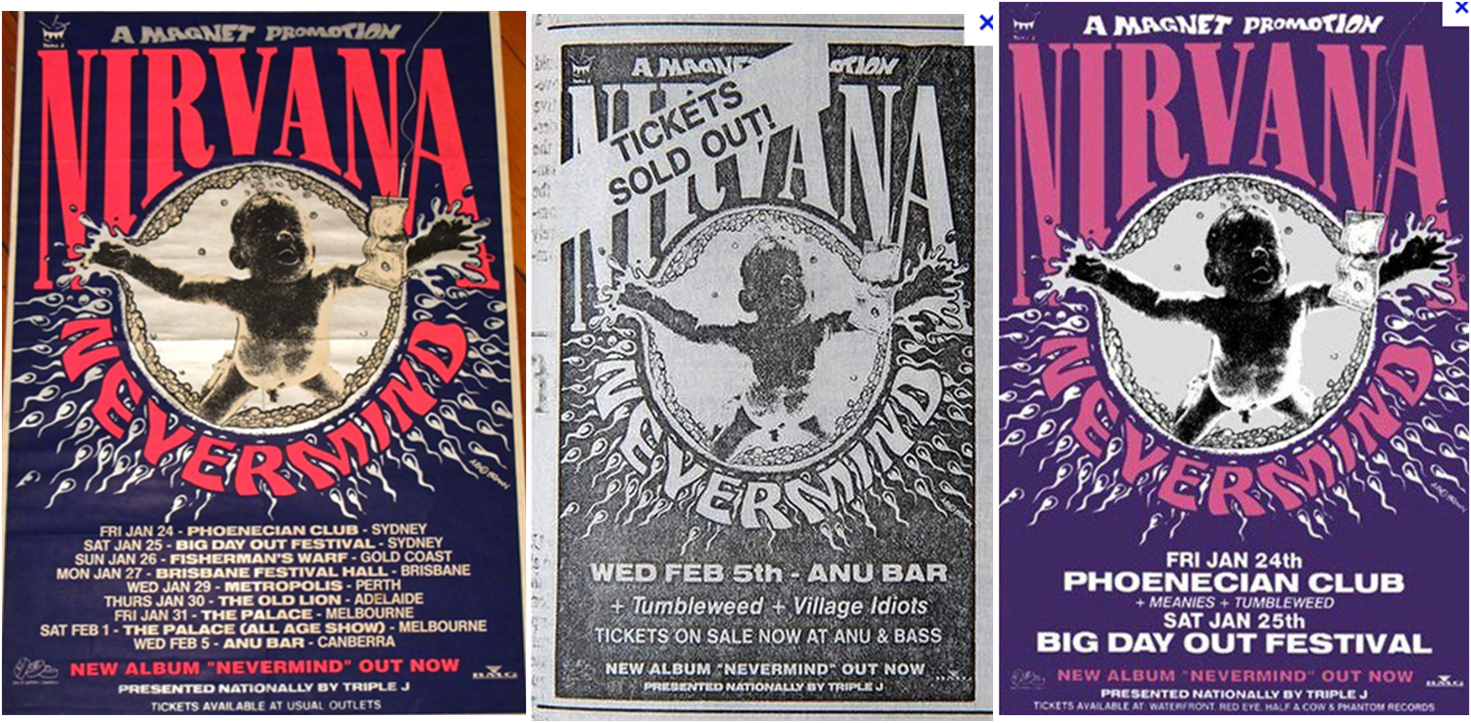 TRIPLE J
A MAGNET PROMOTION
NIRVANA
NEVERMIND
FRI JAN 24 - PHOENECIAN CLUB - SYDNEY
SAT JAN 25 - BIG DAY OUT FESTIVAL - SYDNEY
SUN JAN 26 - FISHERMAN'S WARF - GOLD COAST
MON JAN 27 - BRISBANE FESTIVAL HALL - BRISBANE
WED JAN 29 - METROPOLIS - PERTH
THURS JAN 30 - THE OLD LION - ADELAIDE
FRI JAN 31 - THE PALACE - MELBOURNE
SAT FEB 1 - THE PALACE (ALL AGE SHOW) - MELBOURNE
WED FEB 5 - ANU BAR - CANBERRA
NEW ALBUM "NEVERMIND" OUT NOW
BMG
PRESENTED NATIONALLY BY TRIPLE J
TICKETS AVAILABLE AT USUAL OUTLETS
A MAGNET PROMOTION
TICKETS
SOLD OUT!
NIRVANA
NEVERMIND
WED FEB 5th - ANU BAR
+ Tumbleweed + Village Idiots
TICKETS ON SALE NOW AT ANU & BASS
NEW ALBUM "NEVERMIND" OUT NOW
PRESENTED NATIONALLY BY TRIPLE J
A MAGNET PROMOTION
NIRVANA
NEVERMIND
FRI JAN 24th
PHOENECIAN CLUB
+ MEANIES + TUMBLEWEED
SAT JAN 25th
BIG DAY OUT FESTIVAL
NEW ALBUM "NEVERMIND" OUT NOW
BMG
PRESENTED NATIONALLY BY TRIPLE J
TICKETS AVAILABLE AT: WATERFRONT, RED EYE, HALF A COW & PHANTOM RECORDS